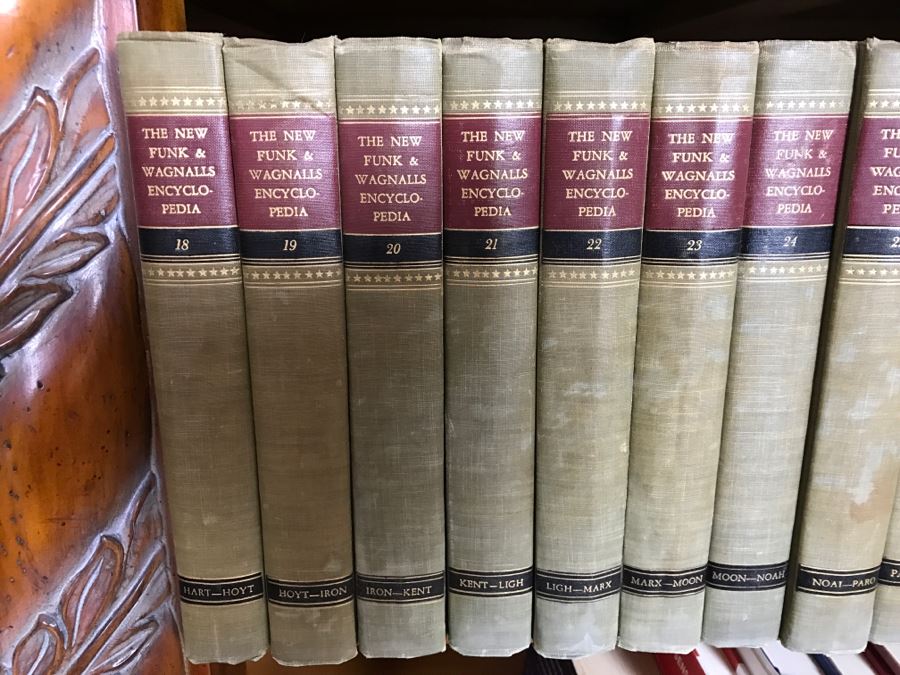 THE NEW
FUNK &
WAGNALLS
ENCYCLO-
PEDIA
18
HART—HOYT
THE NEW
FUNK &
WAGNALLS
ENCYCLO-
PEDIA
19
HOYT—IRON
THE NEW
FUNK &
WAGNALLS
ENCYCLO-
PEDIA
20
IRON—KENT
THE NEW
FUNK &
WAGNALLS
ENCYCLO-
PEDIA
21
KENT—LIGH
THE NEW
FUNK &
WAGNALLS
ENCYCLO-
PEDIA
22
LIGH—MARX
THE NEW
FUNK &
WAGNALLS
ENCYCLO-
PEDIA
23
MARX—MOON
THE NEW
FUNK &
WAGNALLS
ENCYCLO-
PEDIA
24
MOON—NOAH
NOAI—PARO